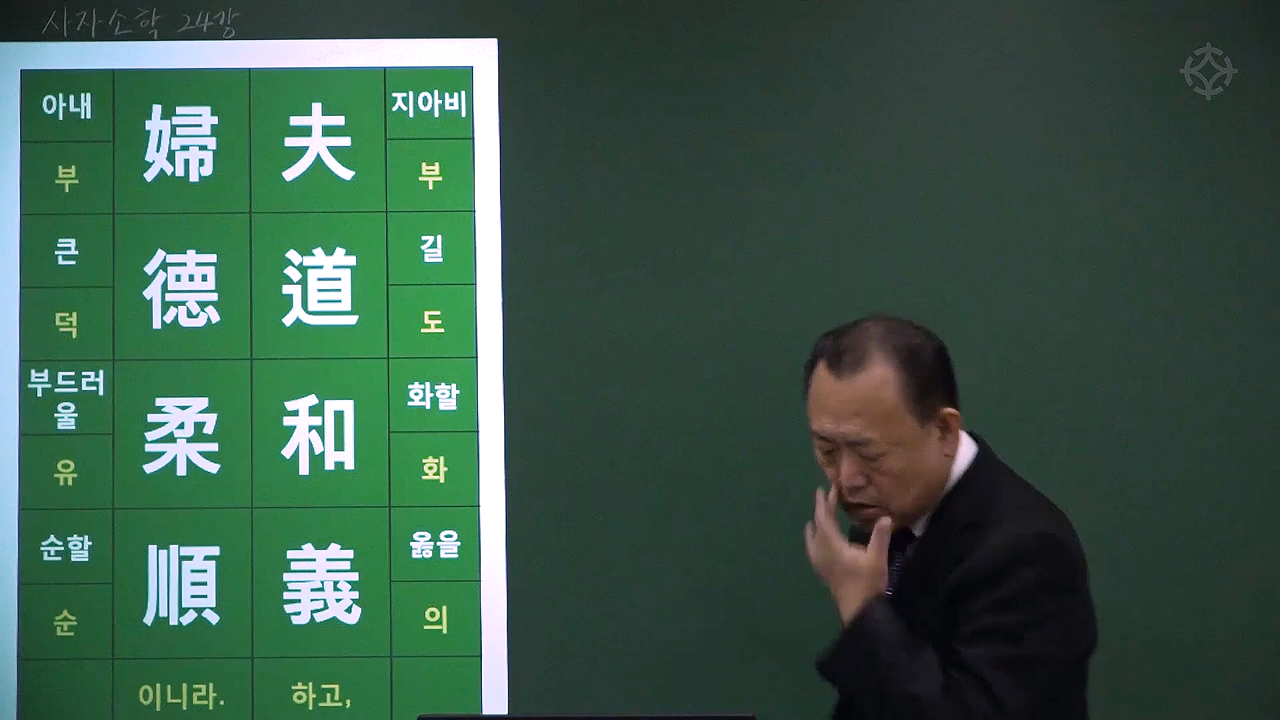 사자소학 24강
지아비 부
夫
길 도
道
화할 화
和
옳을 의
義
하고,
아내 부
婦
큰 덕
德
부드러울 유
柔
순할 순
順
이니라.